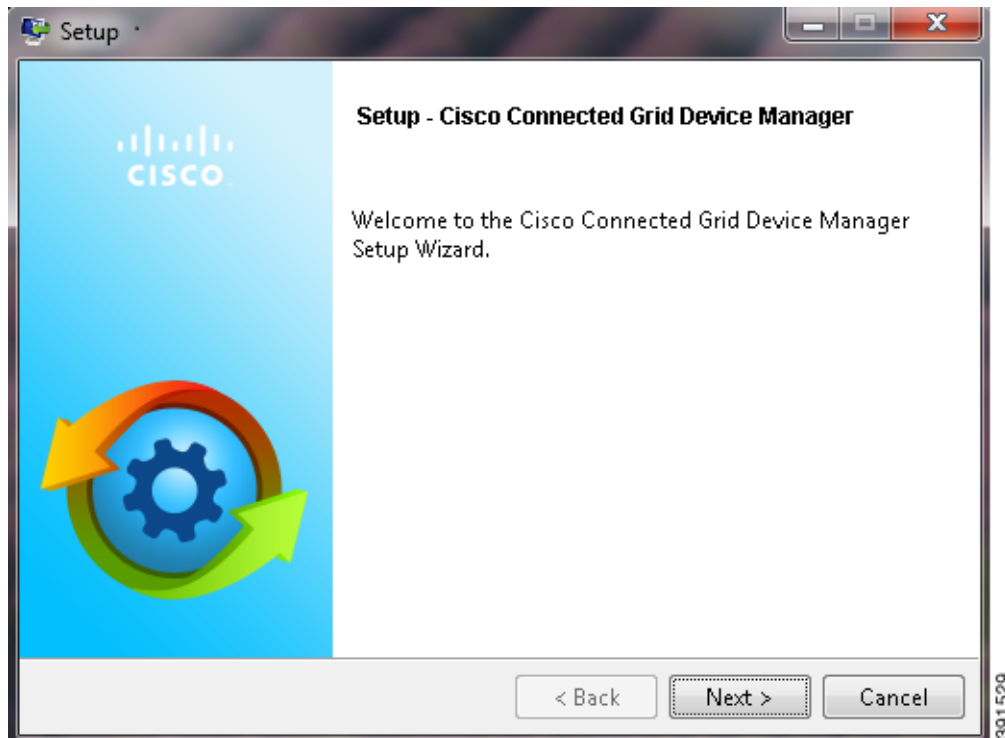 Setup
CISCO
Setup - Cisco Connected Grid Device Manager
Welcome to the Cisco Connected Grid Device Manager
Setup Wizard.
< Back
Next >
Cancel
391529